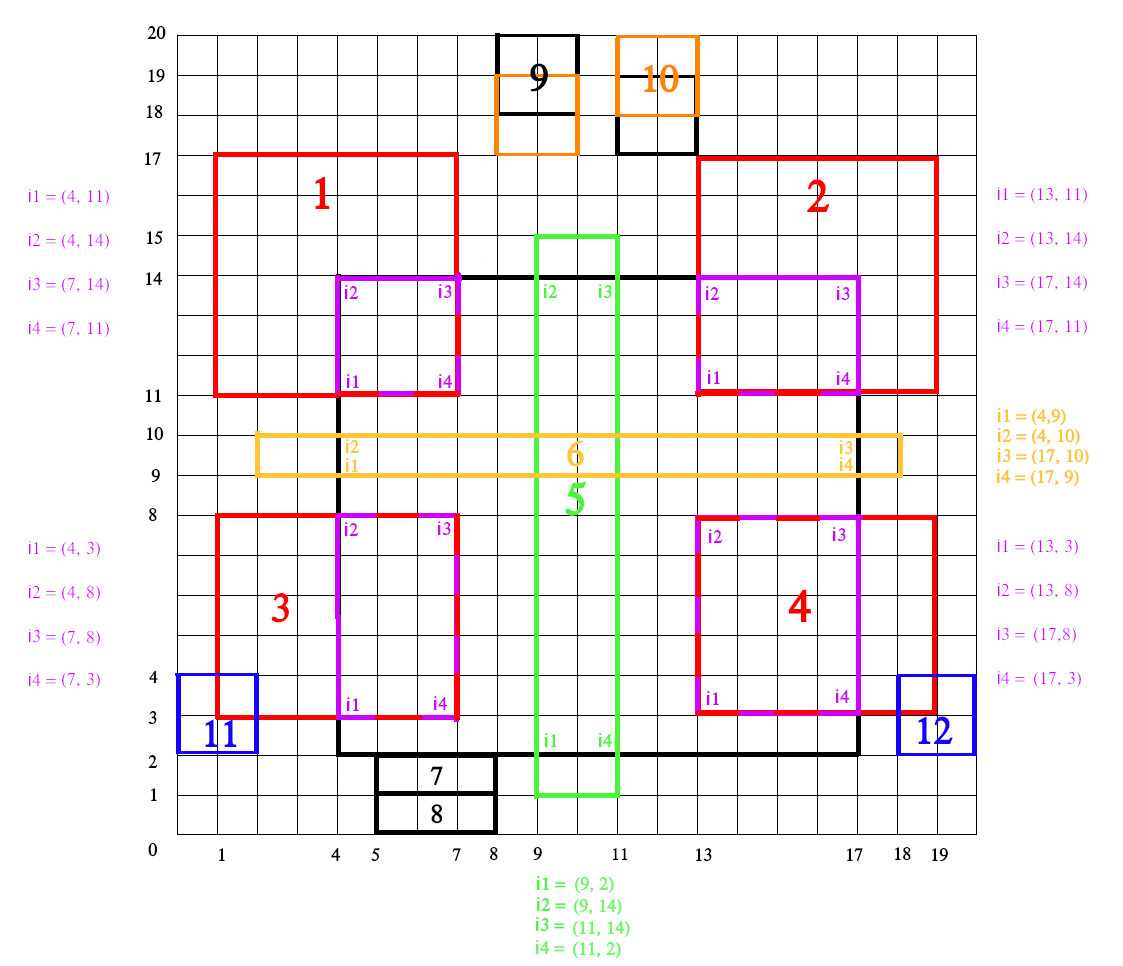 20
19
18
17
15
14
11
10
9
8
4
3
2
1
0
1
4
5
7
8
9
11
13
17
18
19
9
10
1
2
i1 = (4, 11)
i2 = (4, 14)
i3 = (7, 14)
i4 = (7, 11)
i1 = (13, 11)
i2 = (13, 14)
i3 = (17, 14)
i4 = (17, 11)
i2 i3
i1 i4
i2 i3
i2 i3
i1 i4
i1 = (4,9)
i2 = (4, 10)
i3 = (17, 10)
i4 = (17, 9)
i2 6 i3
i1 i4
5
i2 i3
i2 i3
3
4
i1 i4
i1 i4
i1 = (4, 3)
i2 = (4, 8)
i3 = (7, 8)
i4 = (7, 3)
i1 = (13, 3)
i2 = (13, 8)
i3 = (17,8)
i4 = (17, 3)
11
12
i1 i4
7
8
i1 = (9, 2)
i2 = (9, 14)
i3 = (11, 14)
i4 = (11, 2)